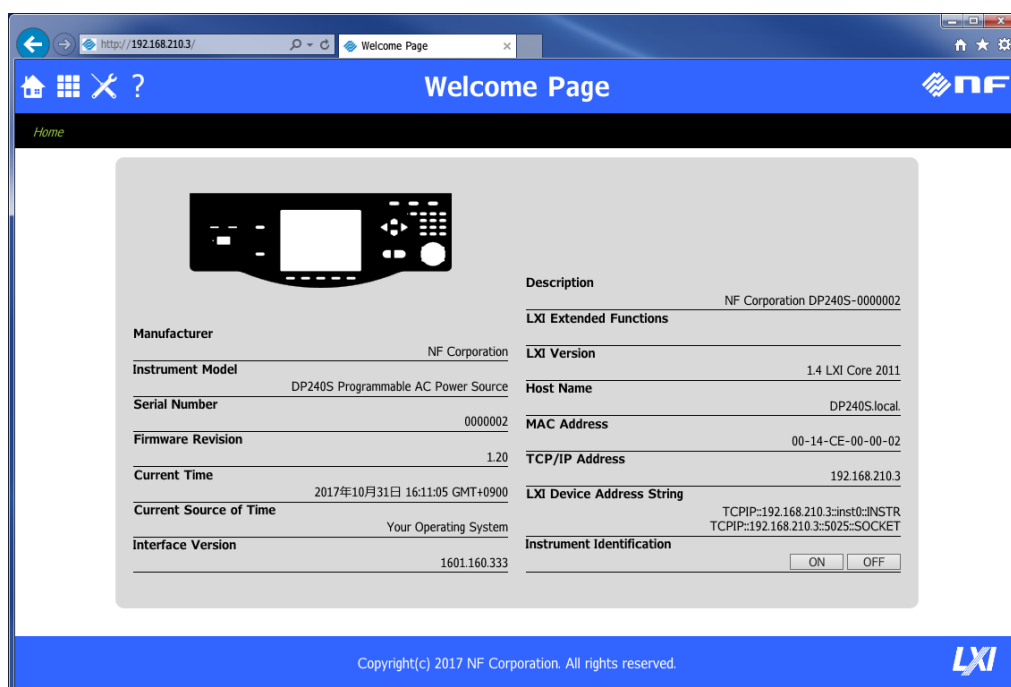 http://192.168.210.3/
Welcome Page
?
Welcome Page
nF
Home
Manufacturer
NF Corporation
Instrument Model
DP240S Programmable AC Power Source
Serial Number
0000002
Firmware Revision
1.20
Current Time
2017年10月31日 16:11:05 GMT+0900
Current Source of Time
Your Operating System
Interface Version
1601.160.333
Description
NF Corporation DP240S-0000002
LXI Extended Functions
LXI Version
1.4 LXI Core 2011
Host Name
DP240S.local.
MAC Address
00-14-CE-00-00-02
TCP/IP Address
192.168.210.3
LXI Device Address String
TCPIP::192.168.210.3::inst0::INSTR
TCPIP::192.168.210.3::5025::SOCKET
Instrument Identification
ON OFF
Copyright(c) 2017 NF Corporation. All rights reserved.
LXI